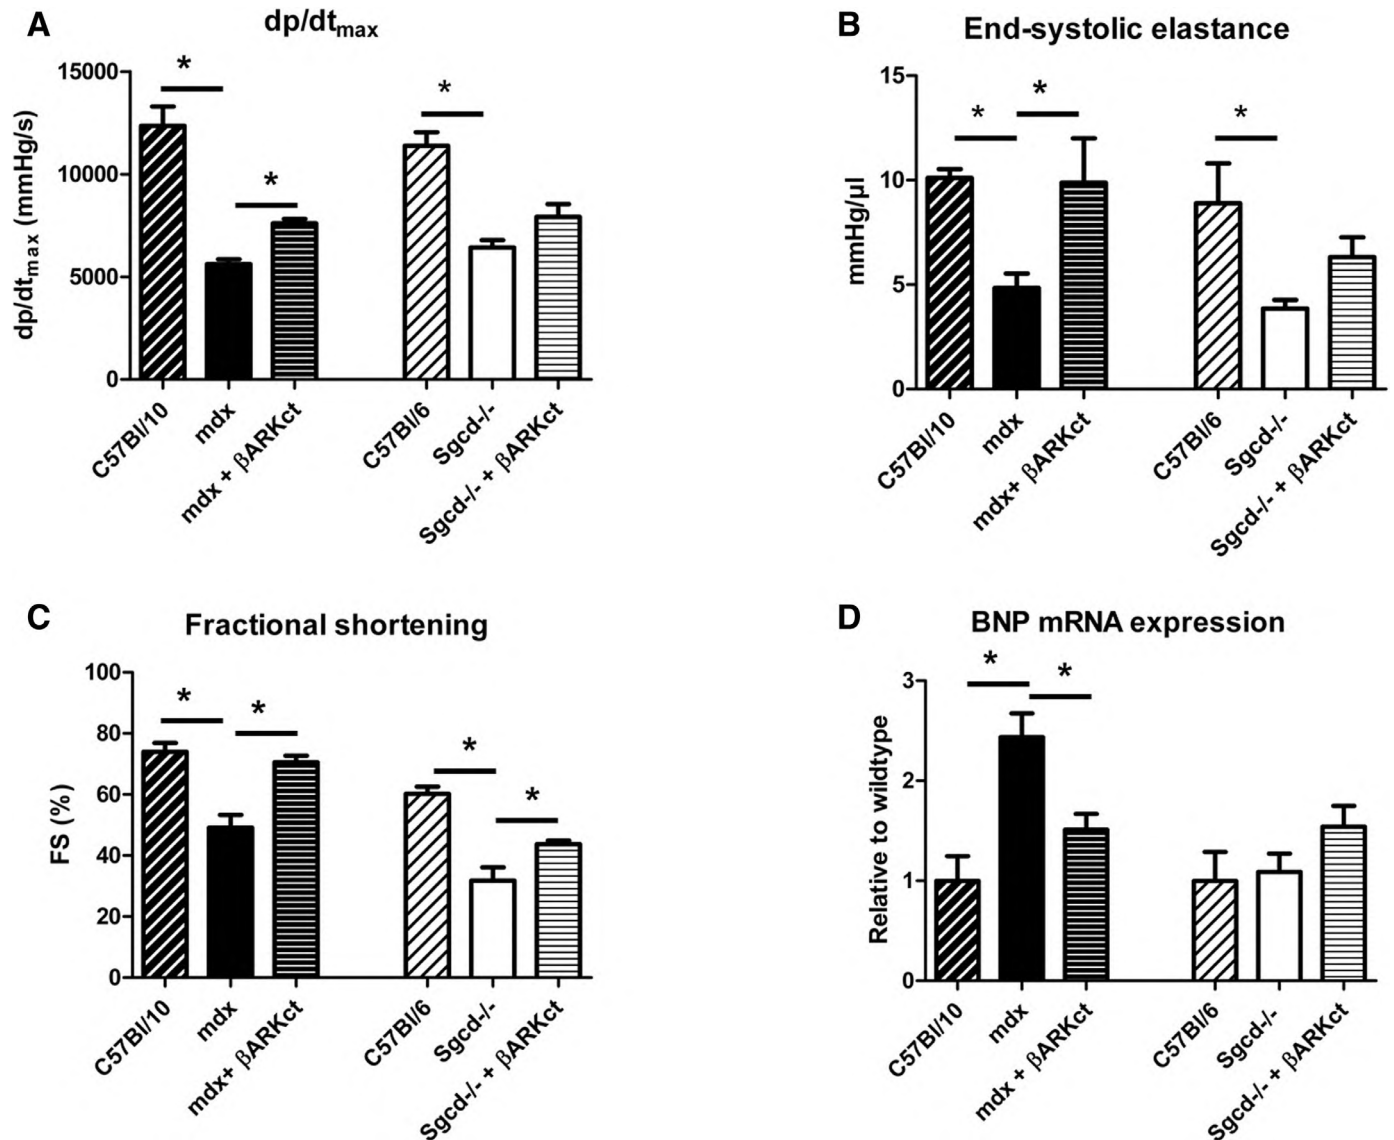 A
dp/dtmax
dp/dtmax (mmHg/s)
15000
10000
5000
0
*
*
*
C57Bl/10
mdx
mdx + βARKct
C57Bl/6
Sgcd-/-
Sgcd-/- + βARKct
B
End-systolic elastance
mmHg/µl
15
10
5
0
*
*
*
C57Bl/10
mdx
mdx+ βARKct
C57Bl/6
Sgcd-/-
Sgcd-/- + βARKct
C
Fractional shortening
FS (%)
100
80
60
40
20
0
*
*
*
*
C57Bl/10
mdx
mdx+ βARKct
C57Bl/6
Sgcd-/-
Sgcd-/- + βARKct
D
BNP mRNA expression
Relative to wildtype
3
2
1
0
*
*
C57Bl/10
mdx
mdx + βARKct
C57Bl/6
Sgcd-/-
Sgcd-/- + βARKct